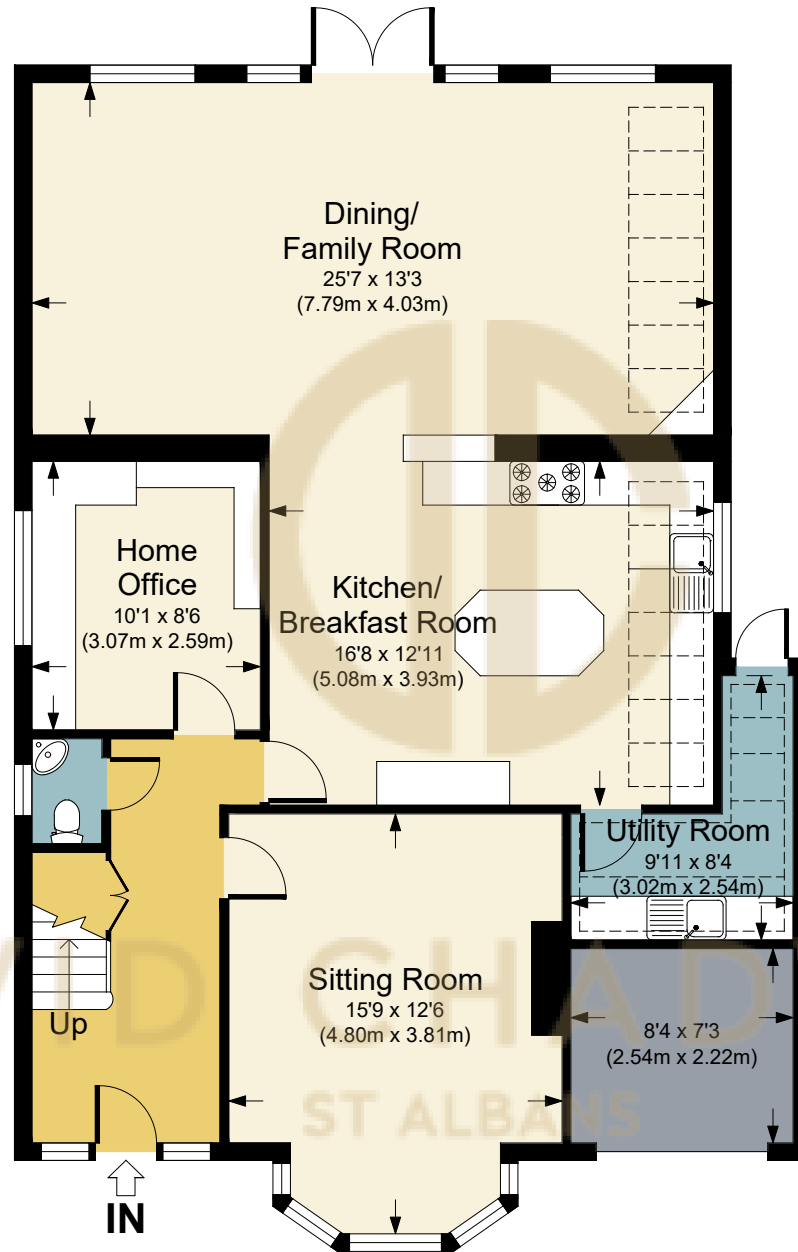 Dining/
Family Room
25'7 x 13'3
(7.79m x 4.03m)
Home
Office
10'1 x 8'6
(3.07m x 2.59m)
Kitchen/
Breakfast Room
16'8 x 12'11
(5.08m x 3.93m)
Utility Room
9'11 x 8'4
(3.02m x 2.54m)
Sitting Room
15'9 x 12'6
(4.80m x 3.81m)
8'4 x 7'3
(2.54m x 2.22m)
Up
VID CHAD
ST ALBANS
IN